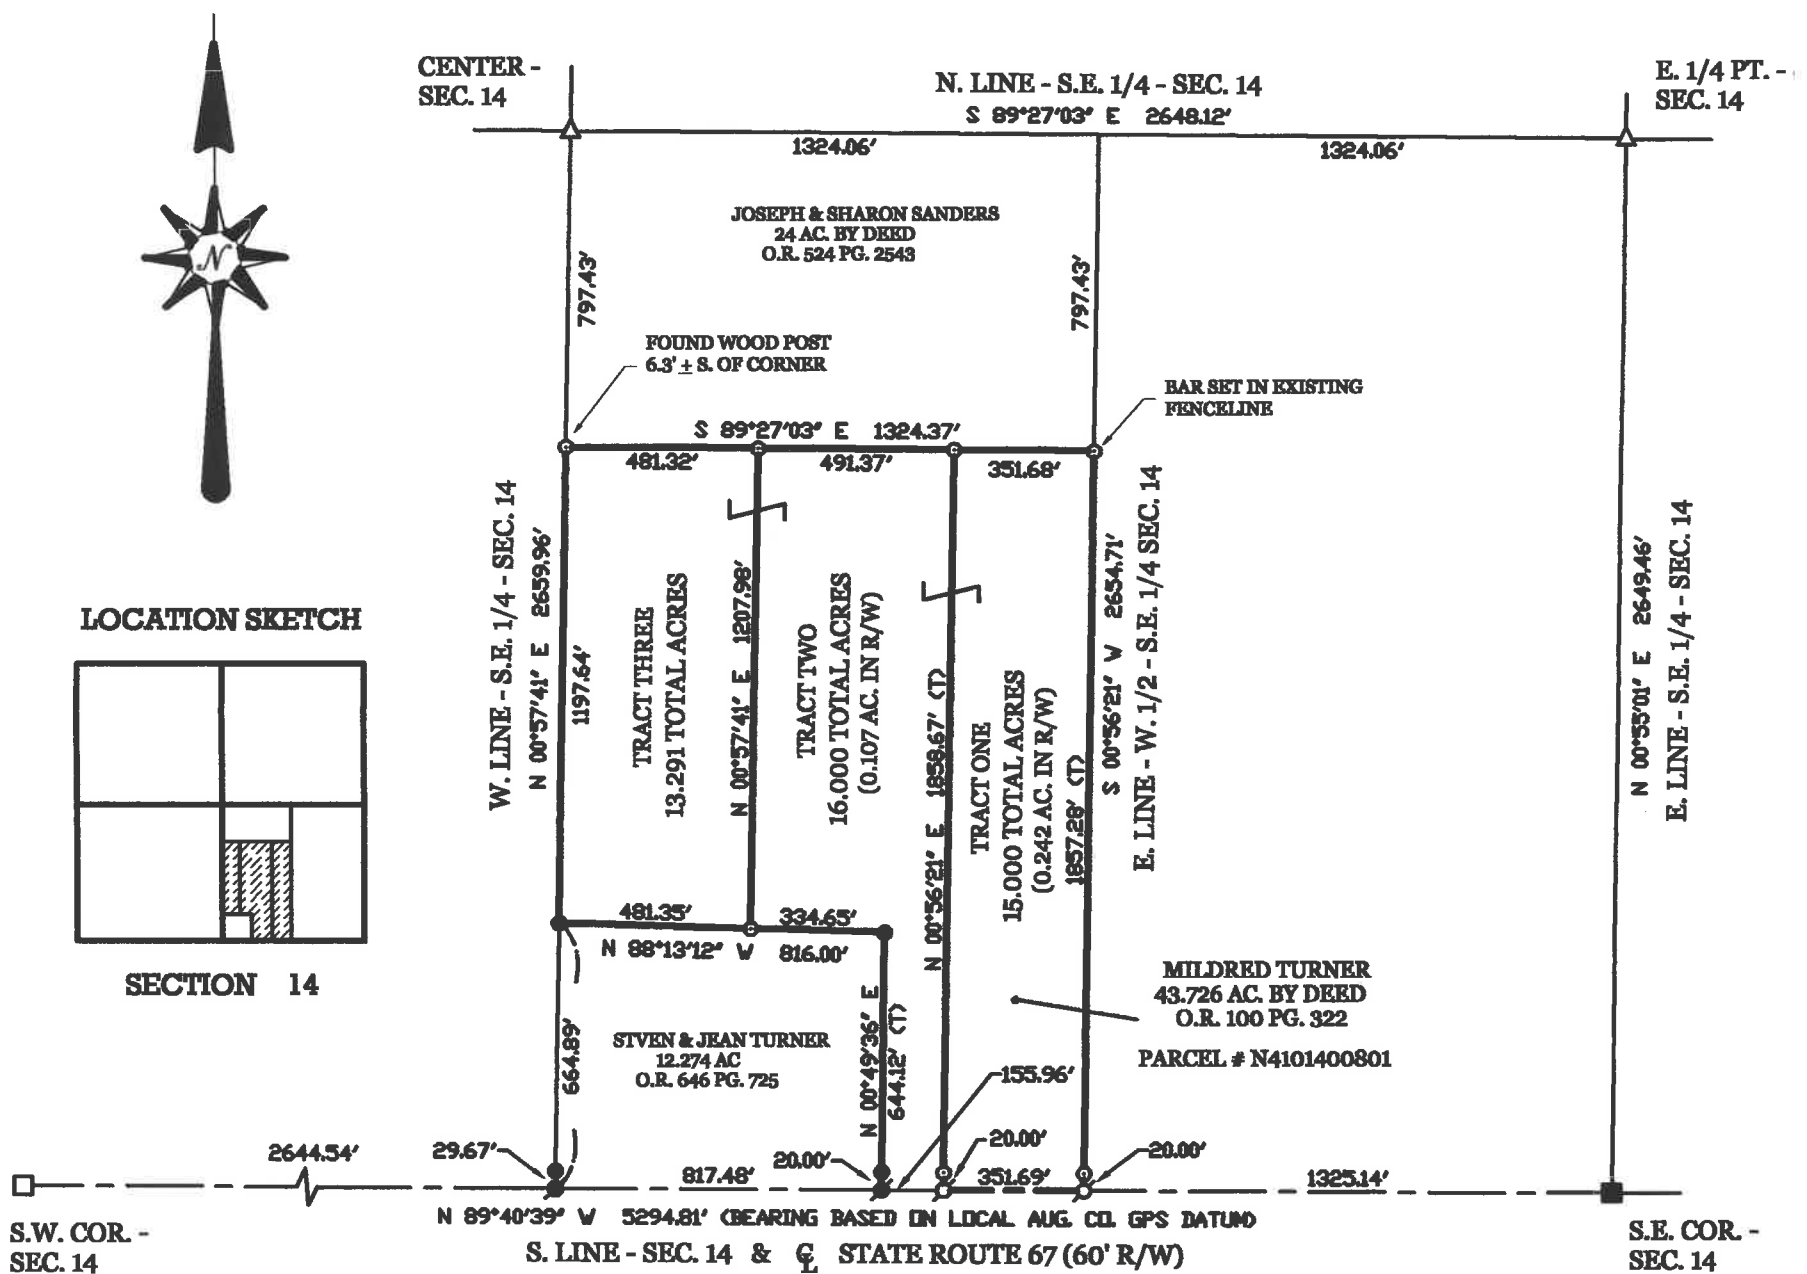 CENTER -
SEC. 14
N. LINE - S.E. 1/4 - SEC. 14
S 89°27'03" E 2648.12'
E. 1/4 PT. -
SEC. 14
1324.06'
1324.06'
JOSEPH & SHARON SANDERS
24 AC. BY DEED
O.R. 524 PG. 2543
797.43'
797.43'
N
FOUND WOOD POST
6.3' ± S. OF CORNER
BAR SET IN EXISTING
FENCELINE
S 89°27'03" E 1324.37'
481.32'
491.37'
351.68'
W. LINE - S.E. 1/4 - SEC. 14
N 00°57'41" E 2659.96'
1197.64'
TRACT THREE
13.291 TOTAL ACRES
N 00°57'41" E 1207.98'
TRACT TWO
16.000 TOTAL ACRES
(0.107 AC. IN R/W)
N 00°56'21" E 1858.67' (T)
TRACT ONE
15.000 TOTAL ACRES
(0.242 AC. IN R/W)
1857.28' (T)
S 00°56'21" W 2654.71'
E. LINE - W. 1/2 - S.E. 1/4 SEC. 14
N 00°55'01" E 2649.46'
E. LINE - S.E. 1/4 - SEC. 14
LOCATION SKETCH
SECTION 14
481.35'
334.65'
N 88°13'12" W 816.00'
664.89'
STVEN & JEAN TURNER
12.274 AC
O.R. 646 PG. 725
N 00°49'36" E
644.12' (T)
MILDRED TURNER
43.726 AC. BY DEED
O.R. 100 PG. 322
PARCEL # N4101400801
155.96'
20.00'
20.00'
20.00'
29.67'
2644.54'
817.48'
351.69'
1325.14'
N 89°40'39" W 5294.81' (BEARING BASED ON LOCAL AUG. CO. GPS DATUM)
S. LINE - SEC. 14 & ℄ STATE ROUTE 67 (60' R/W)
S.W. COR. -
SEC. 14
S.E. COR. -
SEC. 14